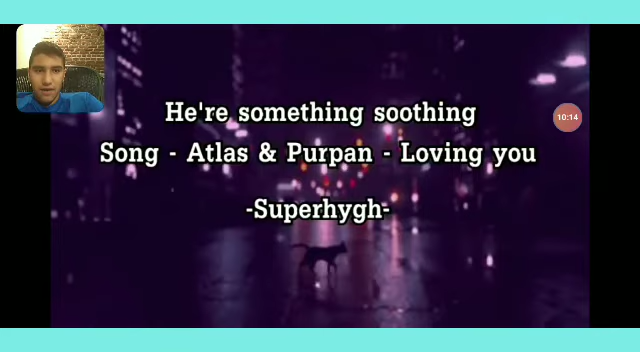 He're something soothing
10:14
Song - Atlas & Purpan - Loving you
-Superhygh-